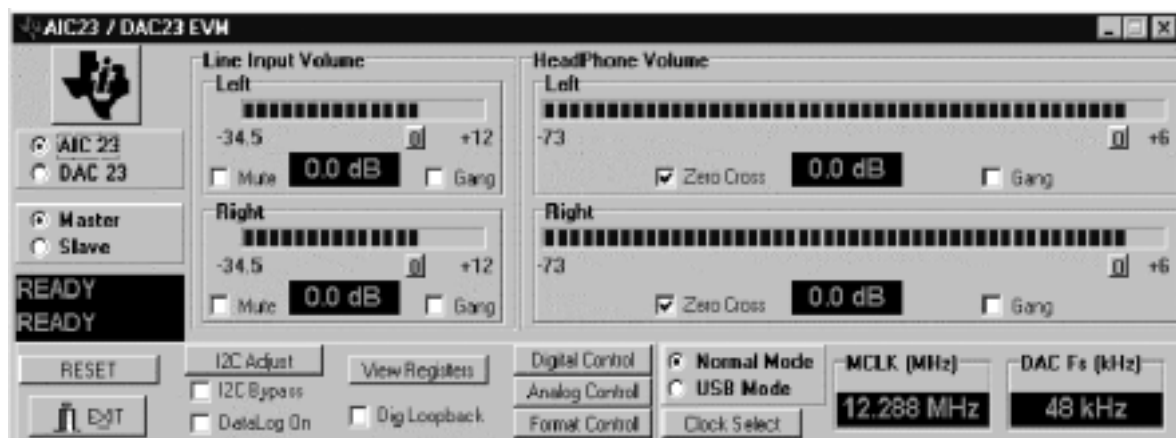 AIC23 / DAC23 EVM
AIC 23
DAC 23
Master
Slave
READY
READY
Line Input Volume
Left
-34.5 0 +12
Mute 0.0 dB Gang
Right
-34.5 0 +12
Mute 0.0 dB Gang
HeadPhone Volume
Left
-73 0 +6
Zero Cross 0.0 dB Gang
Right
-73 0 +6
Zero Cross 0.0 dB Gang
RESET
EXIT
I2C Adjust
I2C Bypass
DataLog On
View Registers
Dig Loopback
Digital Control
Analog Control
Format Control
Normal Mode
USB Mode
Clock Select
MCLK (MHz)
12.288 MHz
DAC Fs (kHz)
48 kHz